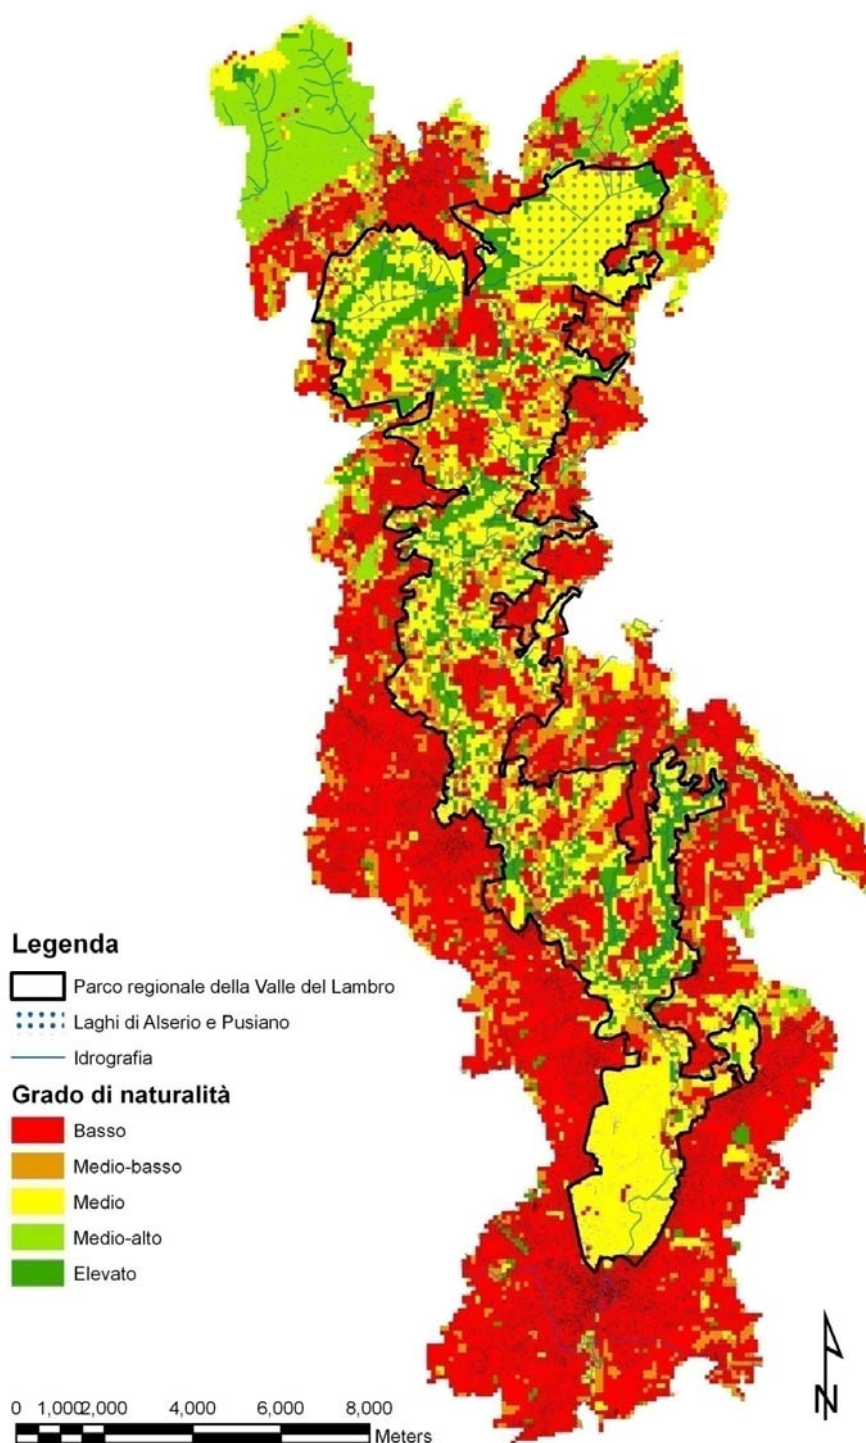 Legenda
Parco regionale della Valle del Lambro
Laghi di Alserio e Pusiano
Idrografia
Grado di naturalità
Basso
Medio-basso
Medio
Medio-alto
Elevato
0 1,000 2,000 4,000 6,000 8,000
Meters
N